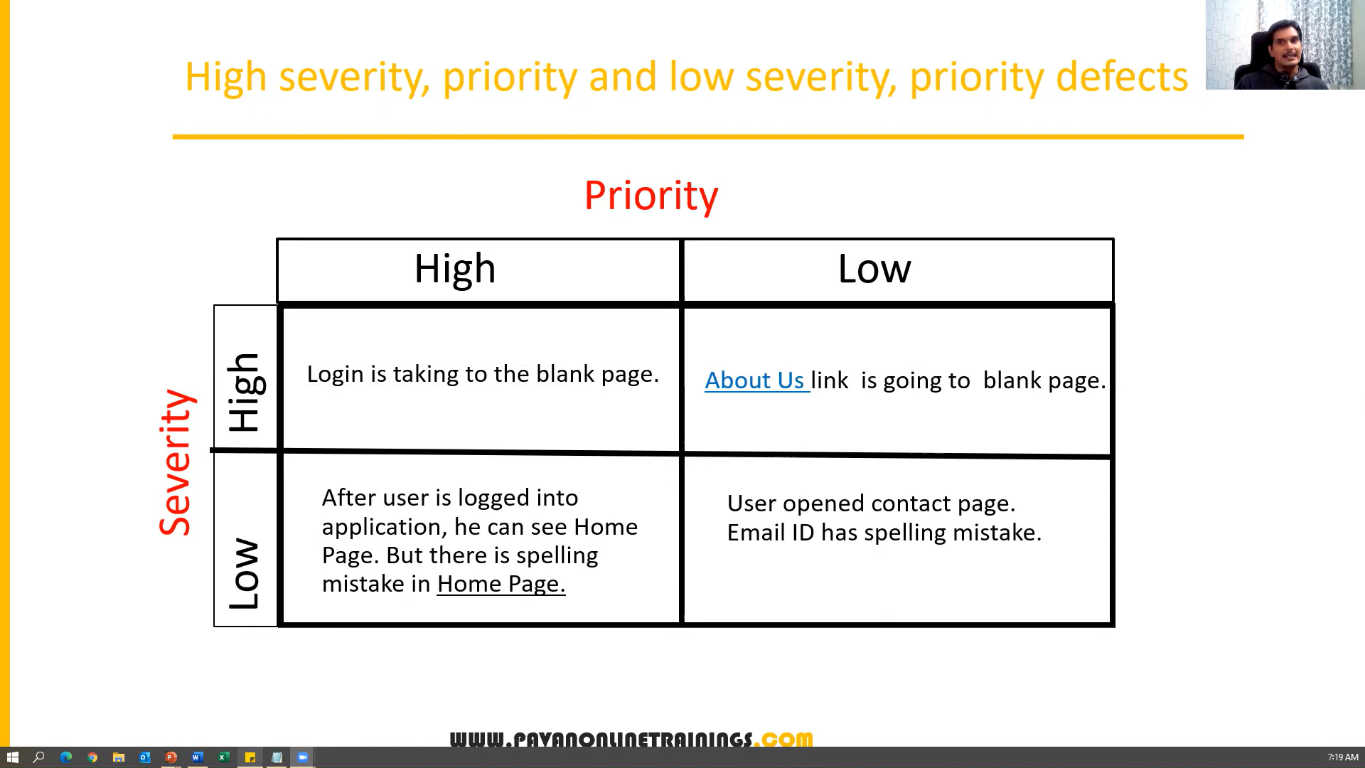 High severity, priority and low severity, priority defects
Priority
High
Low
Severity
High
Login is taking to the blank page.
About Us link is going to blank page.
Low
After user is logged into
application, he can see Home
Page. But there is spelling
mistake in Home Page.
User opened contact page.
Email ID has spelling mistake.
WWW.PAVANONLINETRAININGS.COM
7:19 AM